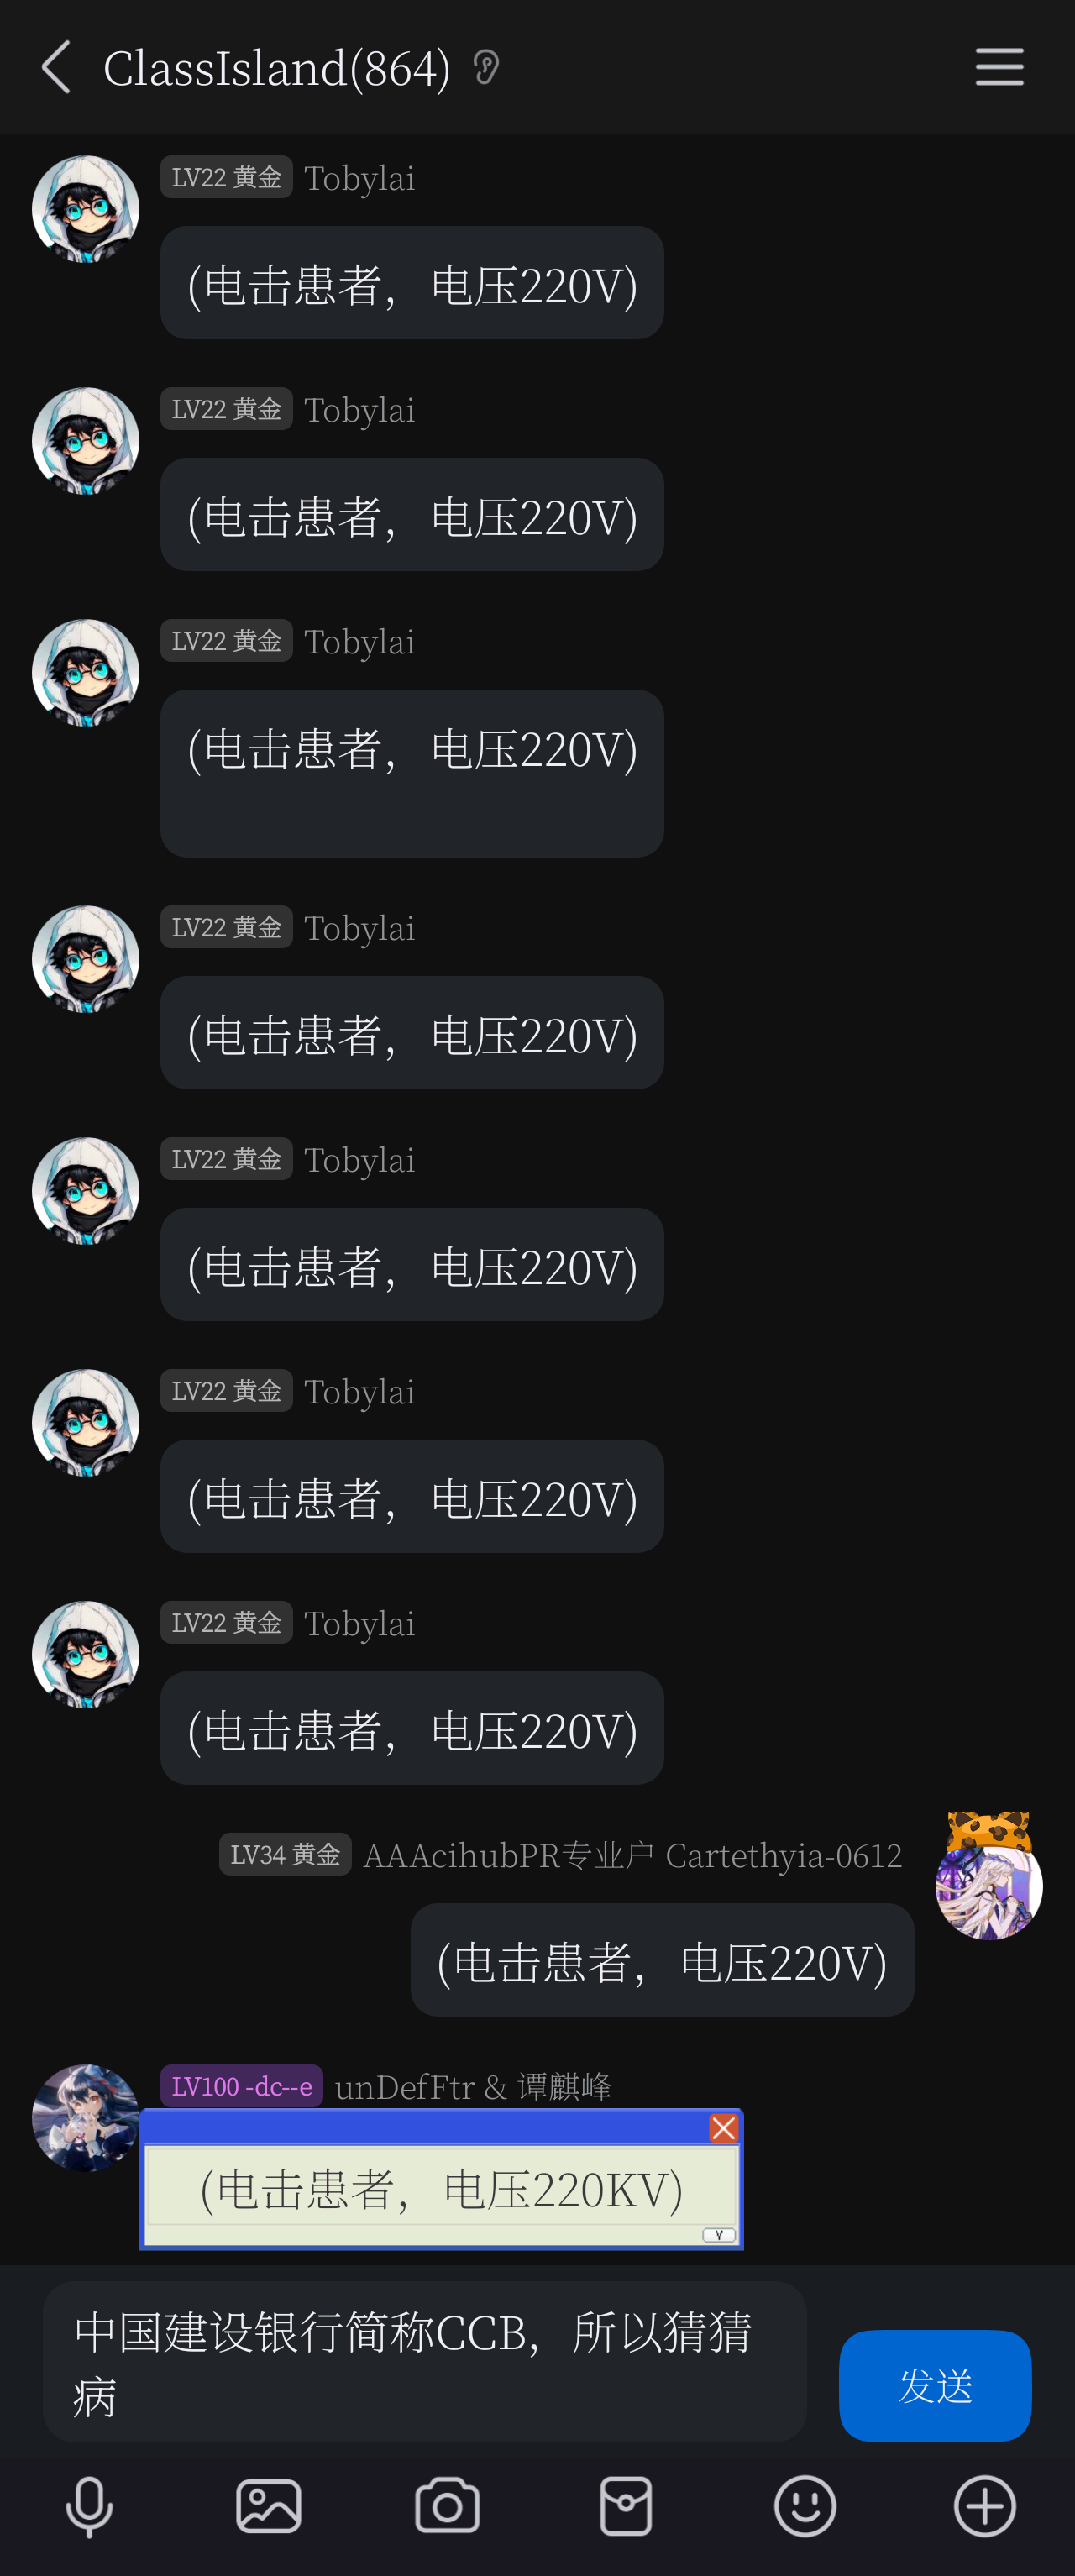 ClassIsland(864)
LV22 黄金 Tobylai
(电击患者，电压220V)
LV22 黄金 Tobylai
(电击患者，电压220V)
LV22 黄金 Tobylai
(电击患者，电压220V)
LV22 黄金 Tobylai
(电击患者，电压220V)
LV22 黄金 Tobylai
(电击患者，电压220V)
LV22 黄金 Tobylai
(电击患者，电压220V)
LV22 黄金 Tobylai
(电击患者，电压220V)
LV34 黄金 AAAcihubPR专业户 Cartethyia-0612
(电击患者，电压220V)
LV100 -dc--e unDefFtr & 谭麒峰
(电击患者，电压220KV)
Y
中国建设银行简称CCB，所以猜猜
病
发送